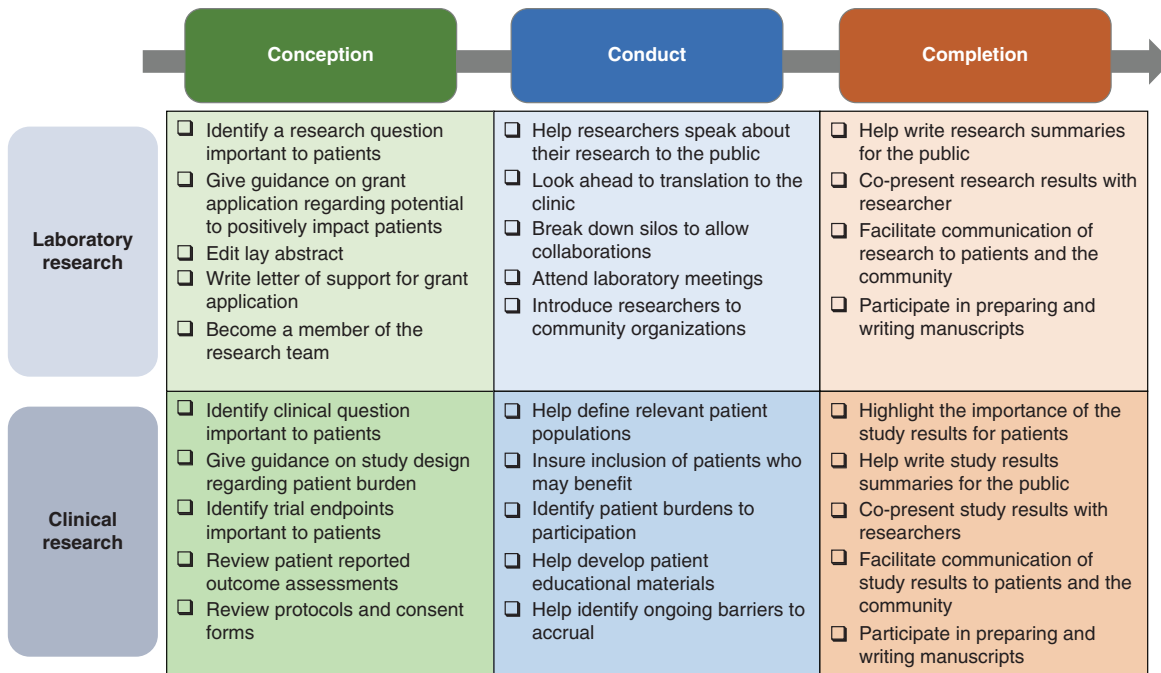 Conception
Conduct
Completion
Laboratory
research
❑ Identify a research question
important to patients
❑ Give guidance on grant
application regarding potential
to positively impact patients
❑ Edit lay abstract
❑ Write letter of support for grant
application
❑ Become a member of the
research team
❑ Help researchers speak about
their research to the public
❑ Look ahead to translation to the
clinic
❑ Break down silos to allow
collaborations
❑ Attend laboratory meetings
❑ Introduce researchers to
community organizations
❑ Help write research summaries
for the public
❑ Co-present research results with
researcher
❑ Facilitate communication of
research to patients and the
community
❑ Participate in preparing and
writing manuscripts
Clinical
research
❑ Identify clinical question
important to patients
❑ Give guidance on study design
regarding patient burden
❑ Identify trial endpoints
important to patients
❑ Review patient reported
outcome assessments
❑ Review protocols and consent
forms
❑ Help define relevant patient
populations
❑ Insure inclusion of patients who
may benefit
❑ Identify patient burdens to
participation
❑ Help develop patient
educational materials
❑ Help identify ongoing barriers to
accrual
❑ Highlight the importance of the
study results for patients
❑ Help write study results
summaries for the public
❑ Co-present study results with
researchers
❑ Facilitate communication of
study results to patients and the
community
❑ Participate in preparing and
writing manuscripts